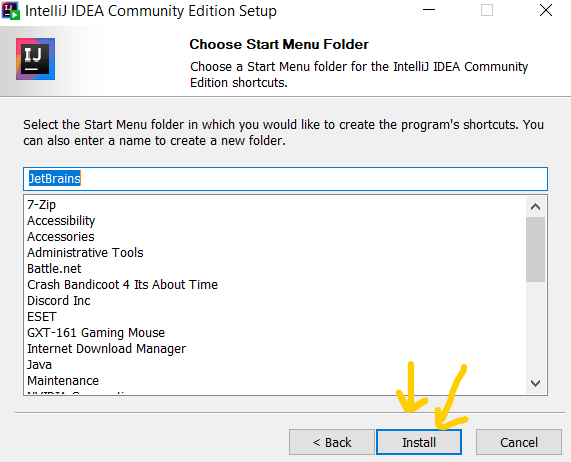 IntelliJ IDEA Community Edition Setup
IJ
Choose Start Menu Folder
Choose a Start Menu folder for the IntelliJ IDEA Community
Edition shortcuts.
Select the Start Menu folder in which you would like to create the program's shortcuts. You
can also enter a name to create a new folder.
JetBrains
7-Zip
Accessibility
Accessories
Administrative Tools
Battle.net
Crash Bandicoot 4 Its About Time
Discord Inc
ESET
GXT-161 Gaming Mouse
Internet Download Manager
Java
Maintenance
< Back
Install
Cancel